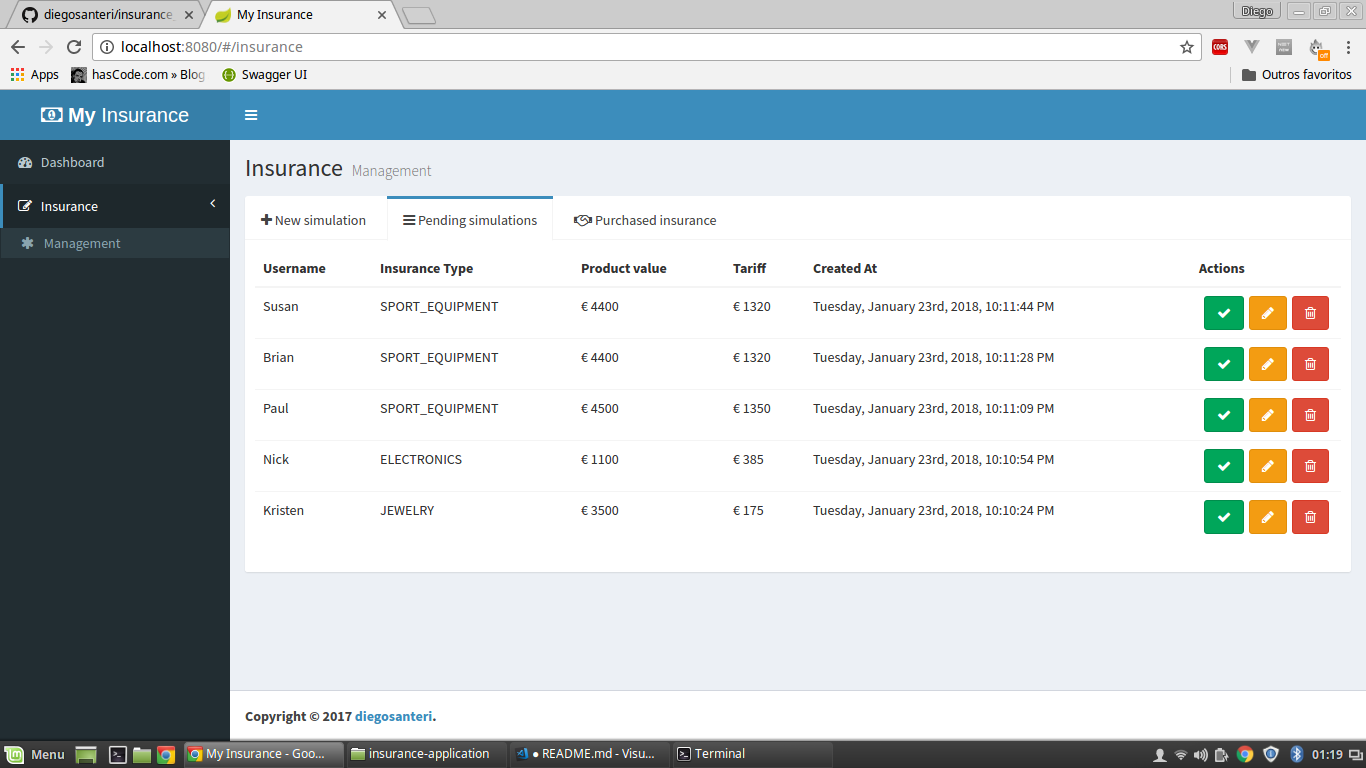 Diego
diegosanteri/insurance_
My Insurance
localhost:8080/#/Insurance
CORS
off
Apps
hasCode.com » Blog
Swagger UI
Outros favoritos
My Insurance
Dashboard
Insurance
Management
Insurance Management
New simulation
Pending simulations
Purchased insurance
Username Insurance Type Product value Tariff Created At Actions
Susan SPORT_EQUIPMENT € 4400 € 1320 Tuesday, January 23rd, 2018, 10:11:44 PM
Brian SPORT_EQUIPMENT € 4400 € 1320 Tuesday, January 23rd, 2018, 10:11:28 PM
Paul SPORT_EQUIPMENT € 4500 € 1350 Tuesday, January 23rd, 2018, 10:11:09 PM
Nick ELECTRONICS € 1100 € 385 Tuesday, January 23rd, 2018, 10:10:54 PM
Kristen JEWELRY € 3500 € 175 Tuesday, January 23rd, 2018, 10:10:24 PM
Copyright © 2017 diegosanteri.
Menu
My Insurance - Goo...
insurance-application
● README.md - Visu...
Terminal
01:19